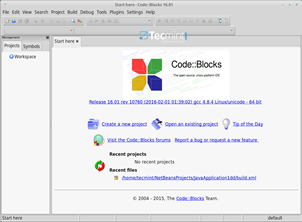 Start here - Code::Blocks 16.01
File Edit View Search Project Build Debug Tools Plugins Settings Help
Management
Start here
Projects Symbols
Workspace
Tecmint
Code::Blocks
The open source, cross-platform IDE
Release 16.01 rev 10760 (2016-02-01 01:39:02) gcc 4.8.4 Linux/unicode - 64 bit
Create a new project Open an existing project Tip of the Day
Visit the Code::Blocks forums Report a bug or request a new feature
Recent projects
No recent projects
Recent files
/home/tecmint/NetBeansProjects/JavaApplication1dd/build.xml
© 2004 - 2015, The Code::Blocks Team.
Start here default